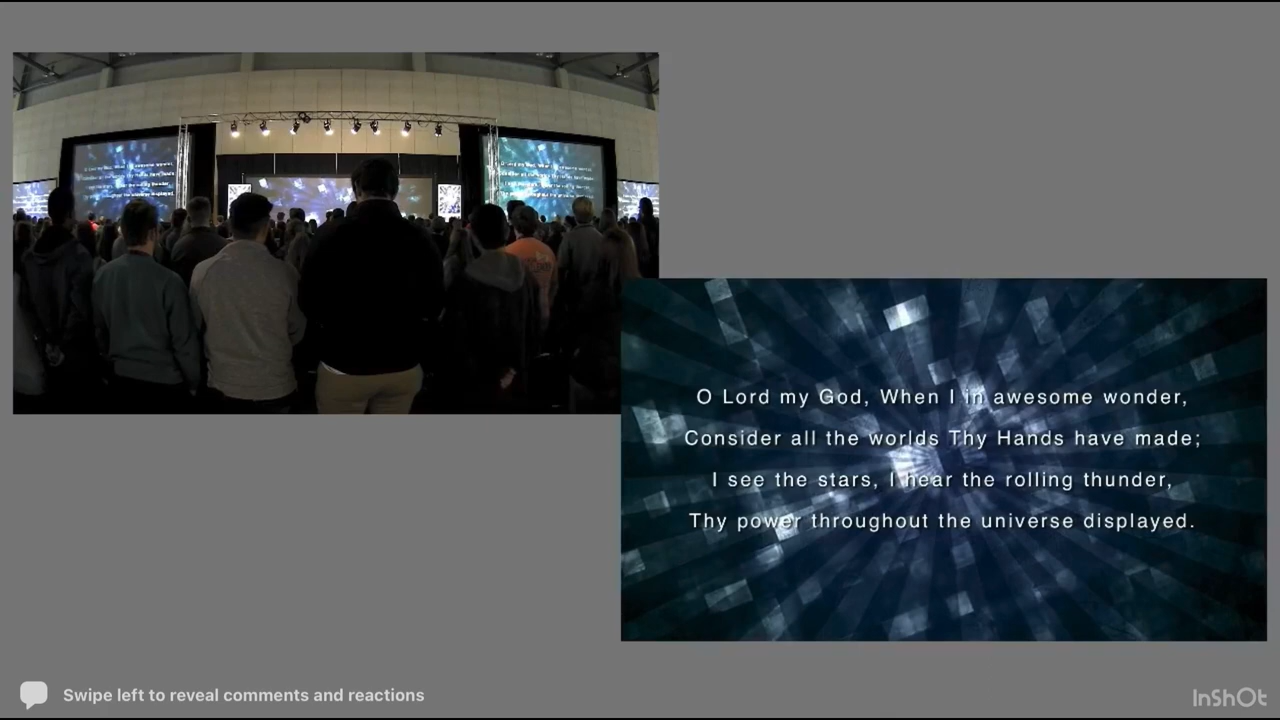 O Lord my God, When I in awesome wonder,
Consider all the worlds Thy Hands have made;
I see the stars, I hear the rolling thunder,
Thy power throughout the universe displayed.
Swipe left to reveal comments and reactions
InShOt